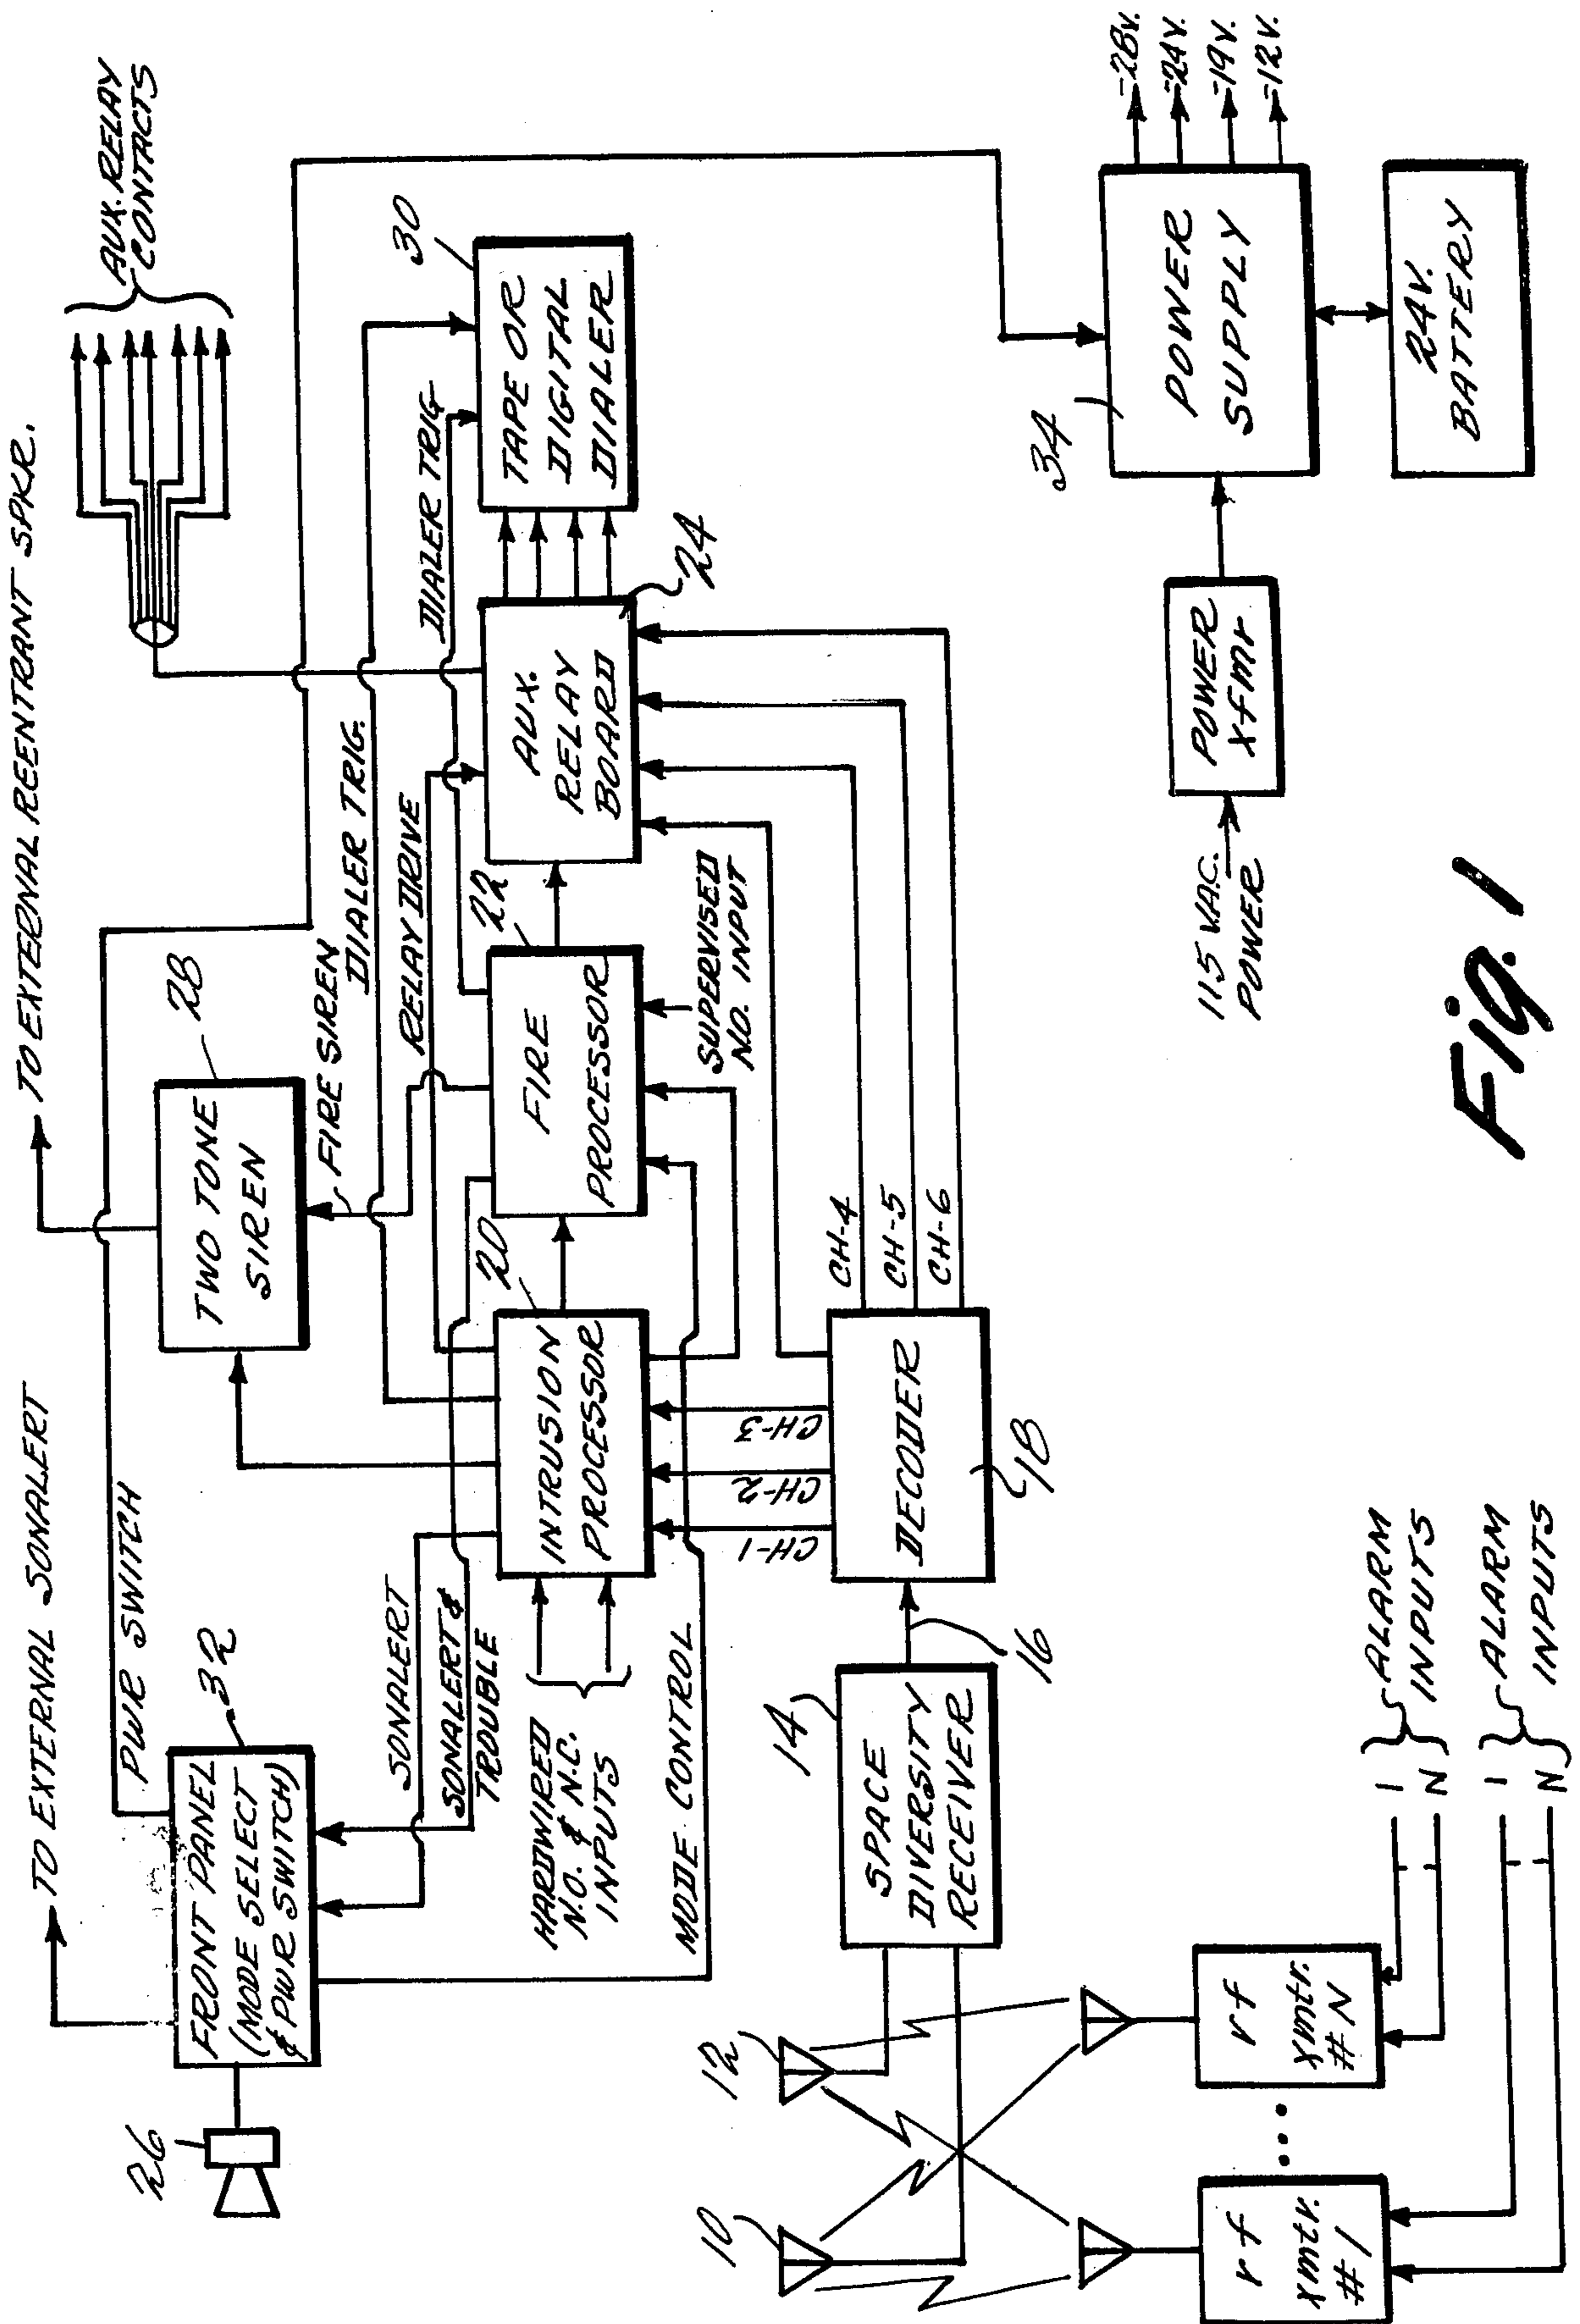 TO EXTERNAL SONALERT
TO EXTERNAL REENTRANT SPKR.
AUX. RELAY
CONTACTS
PWR SWITCH
26
FRONT PANEL
(MODE SELECT
& PWR SWITCH)
32
TWO TONE
SIREN
28
FIRE SIREN
DIALER TRIG.
RELAY DRIVE
DIALER TRIG
SONALERT
SONALERT &
TROUBLE
HARDWIRED
N.O. & N.C.
INPUTS
MODE CONTROL
INTRUSION
PROCESSOR
20
FIRE
PROCESSOR
22
SUPERVISED
N.O. INPUT
AUX.
RELAY
BOARD
24
TAPE OR
DIGITAL
DIALER
30
CH-1
CH-2
CH-3
CH-4
CH-5
CH-6
10
12
SPACE
DIVERSITY
RECEIVER
14
16
DECODER
18
rf
xmtr.
#1
...
rf
xmtr.
#N
1
N
ALARM
INPUTS
1
N
ALARM
INPUTS
115 V.A.C.
POWER
POWER
xfmr
POWER
SUPPLY
34
24V.
BATTERY
-28V.
-24V.
-19V.
-12V.
Fig. 1